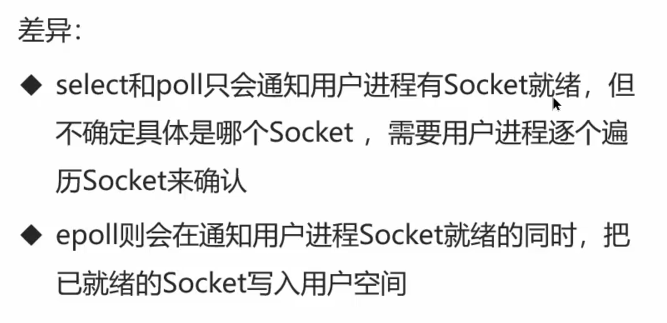 差异：
◆ select和poll只会通知用户进程有Socket就绪，但
不确定具体是哪个Socket ，需要用户进程逐个遍
历Socket来确认
◆ epoll则会在通知用户进程Socket就绪的同时，把
已就绪的Socket写入用户空间